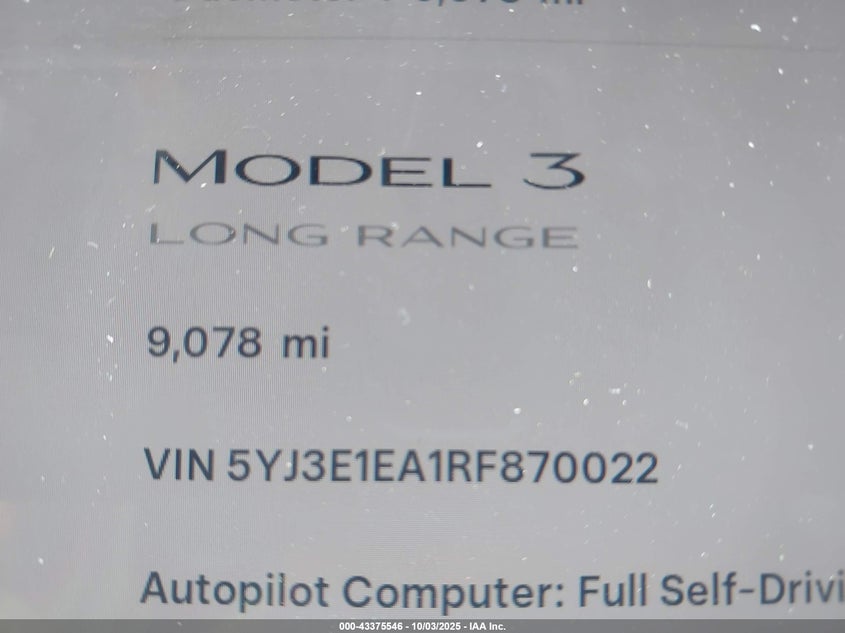 MODEL 3
LONG RANGE
9,078 mi
VIN 5YJ3E1EA1RF870022
Autopilot Computer: Full Self-Drivi
000-43375546 - 10/03/2025 - IAA Inc.